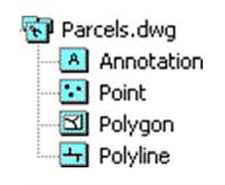 Parcels.dwg
A Annotation
Point
Polygon
Polyline